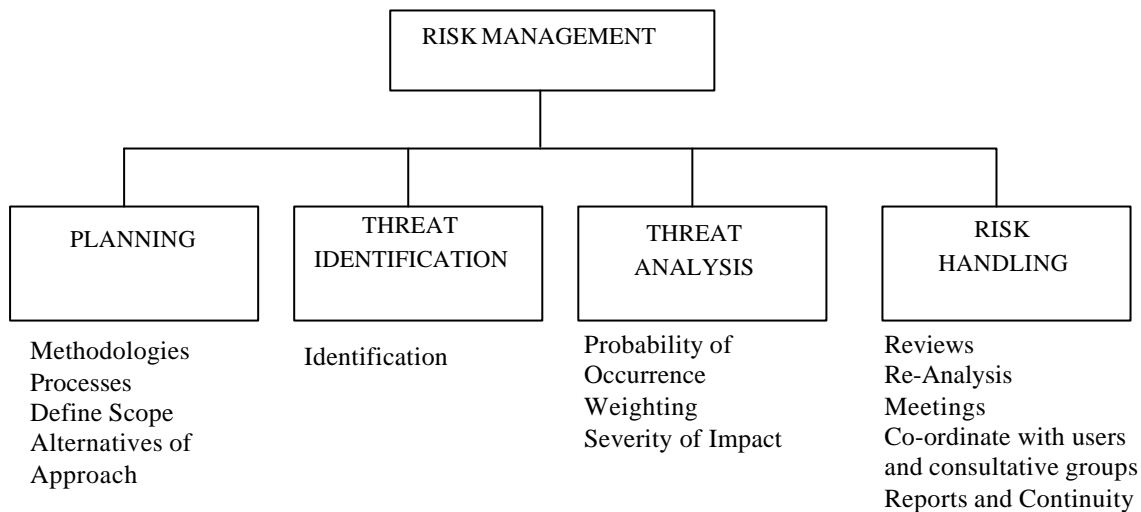 RISK MANAGEMENT
PLANNING
THREAT
IDENTIFICATION
THREAT
ANALYSIS
RISK
HANDLING
Methodologies
Processes
Define Scope
Alternatives of
Approach
Identification
Probability of
Occurrence
Weighting
Severity of Impact
Reviews
Re-Analysis
Meetings
Co-ordinate with users
and consultative groups
Reports and Continuity